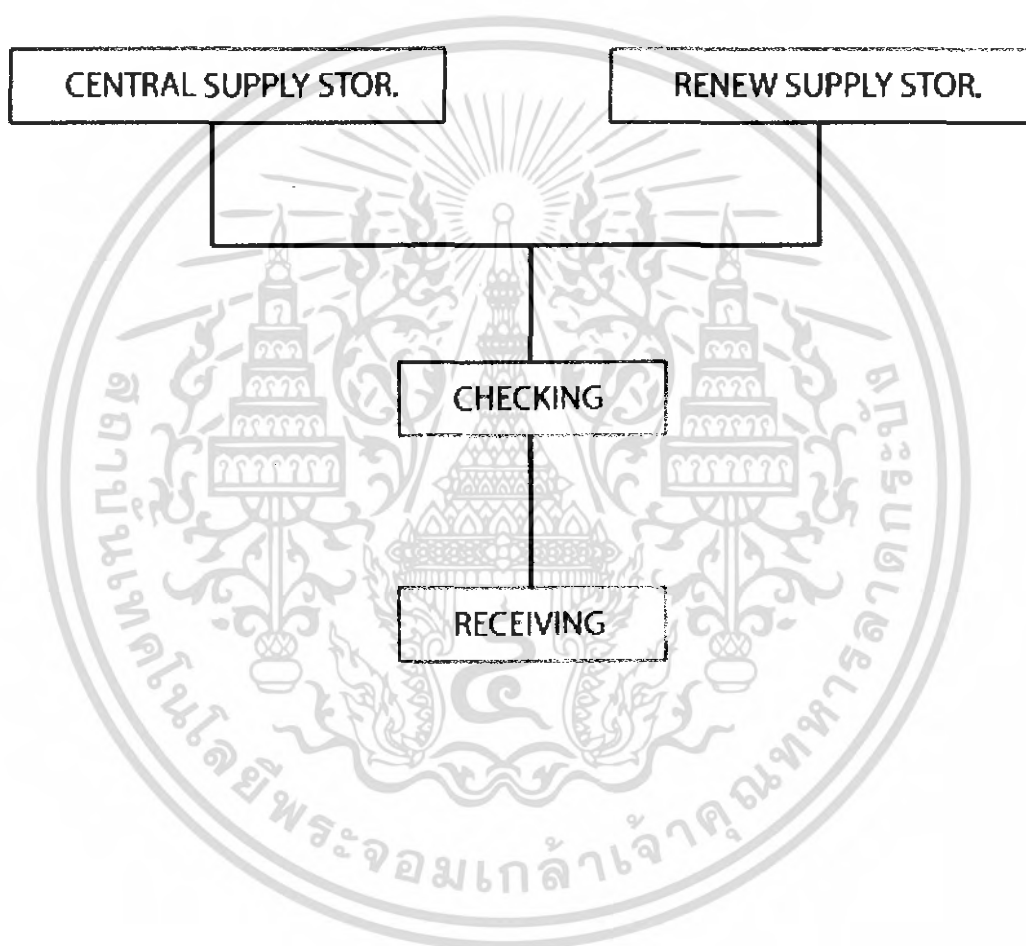 CENTRAL SUPPLY STOR.
RENEW SUPPLY STOR.
CHECKING
RECEIVING
สถาบันเทคโนโลยีพระจอมเกล้าเจ้าคุณทหารลาดกระบัง